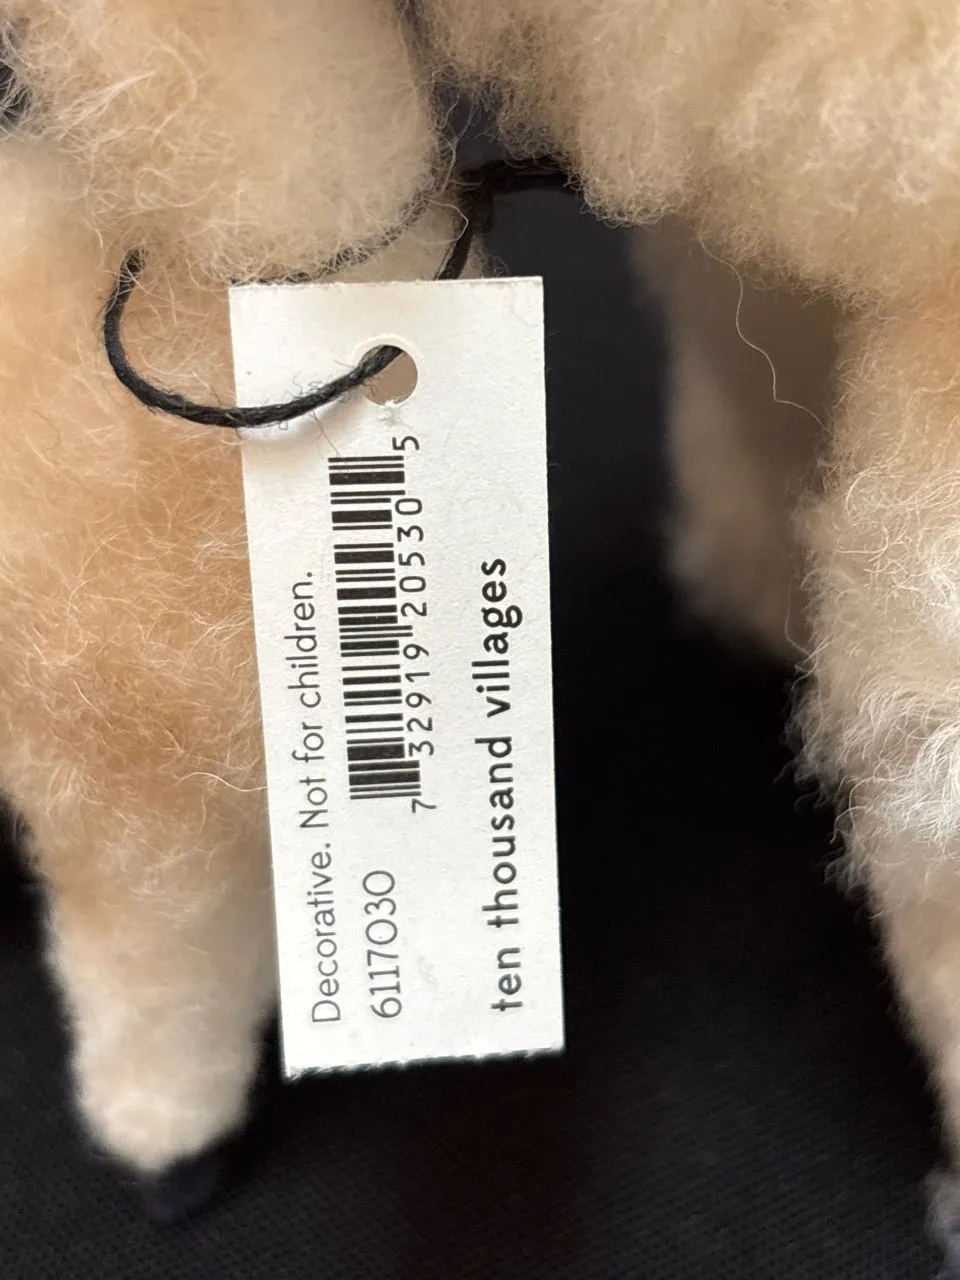 Decorative. Not for children.
6117030
7 32919 20530 5
ten thousand villages